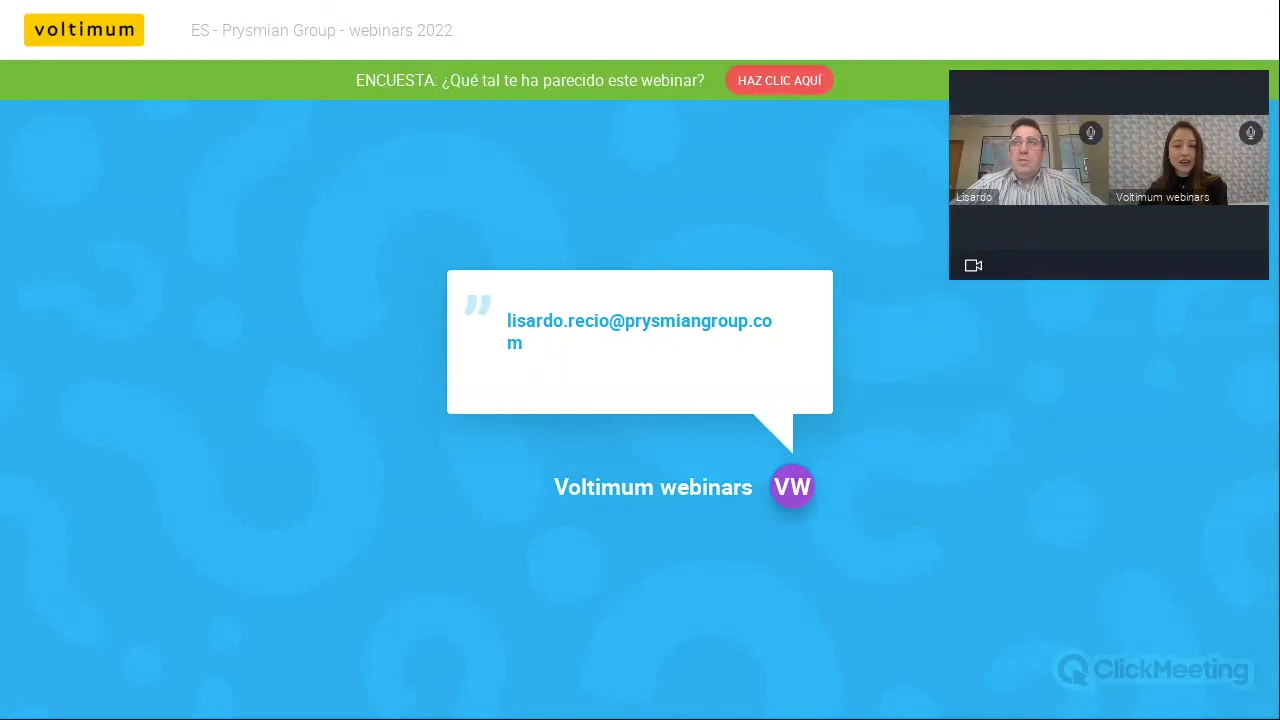 voltimum
ES - Prysmian Group - webinars 2022
ENCUESTA: ¿Qué tal te ha parecido este webinar?
HAZ CLIC AQUÍ
Lisardo
Voltimum webinars
lisardo.recio@prysmiangroup.co
m
Voltimum webinars
VW
ClickMeeting